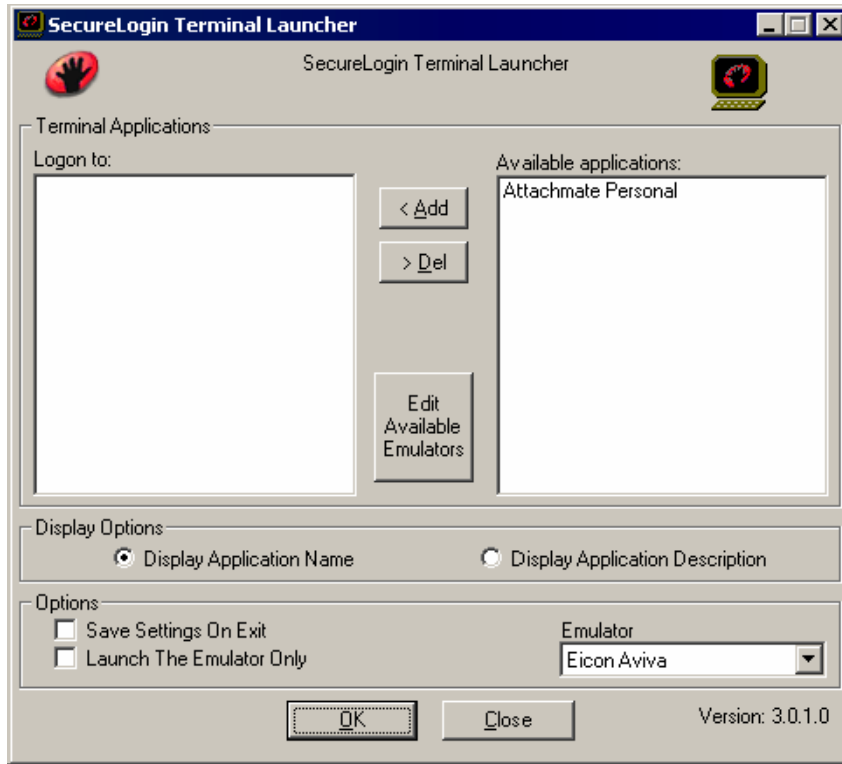 SecureLogin Terminal Launcher
SecureLogin Terminal Launcher
Terminal Applications
Logon to:
Available applications:
Attachmate Personal
< Add
> Del
Edit
Available
Emulators
Display Options
Display Application Name
Display Application Description
Options
Save Settings On Exit
Launch The Emulator Only
Emulator
Eicon Aviva
OK
Close
Version: 3.0.1.0